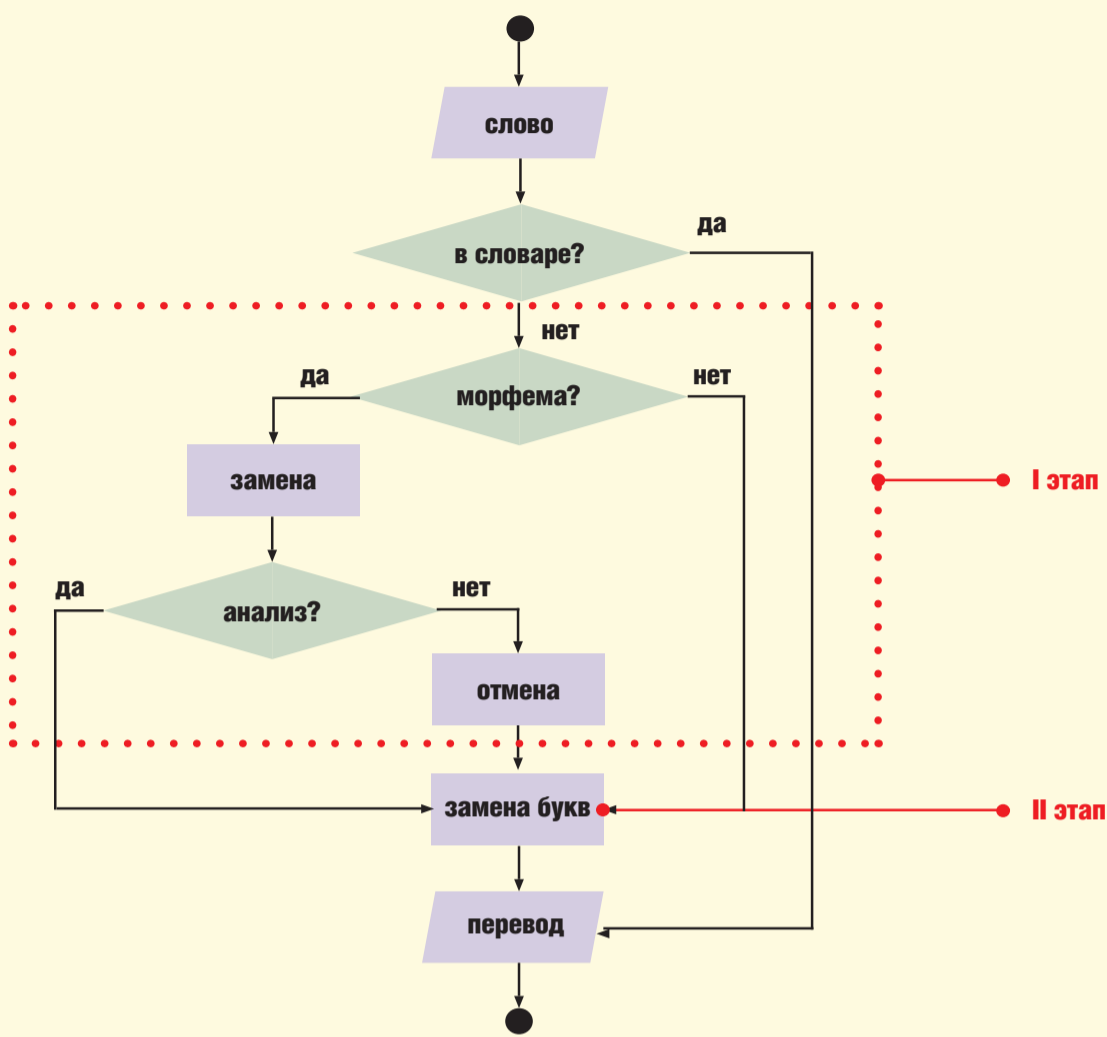 слово
в словаре?
да
нет
морфема?
да
нет
замена
I этап
анализ?
да
нет
отмена
замена букв
II этап
перевод